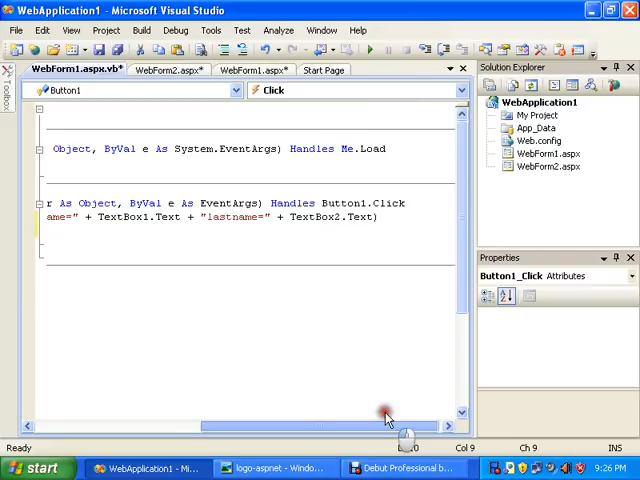 WebApplication1 - Microsoft Visual Studio
File Edit View Project Build Debug Data Tools Test Analyze Window Help
WebForm1.aspx.vb* WebForm2.aspx* WebForm1.aspx* Start Page
Toolbox
Button1 Click
Object, ByVal e As System.EventArgs) Handles Me.Load
r As Object, ByVal e As EventArgs) Handles Button1.Click
ame=" + TextBox1.Text + "lastname=" + TextBox2.Text)
Solution Explorer
WebApplication1
My Project
App_Data
Web.config
WebForm1.aspx
WebForm2.aspx
Properties
Button1_Click Attributes
Ready Col 9 Ch 9 INS
start WebApplication1 - Mi... logo-aspnet - Window... Debut Professional b... 9:26 PM